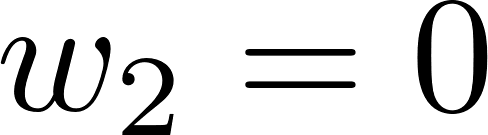 w₂ = 0